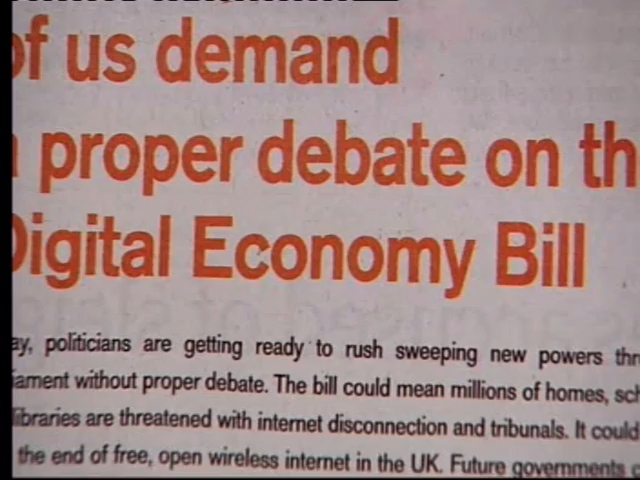 of us demand
proper debate on th
Digital Economy Bill
ay, politicians are getting ready to rush sweeping new powers thr
iament without proper debate. The bill could mean millions of homes, sch
libraries are threatened with internet disconnection and tribunals. It could
the end of free, open wireless internet in the UK. Future governments